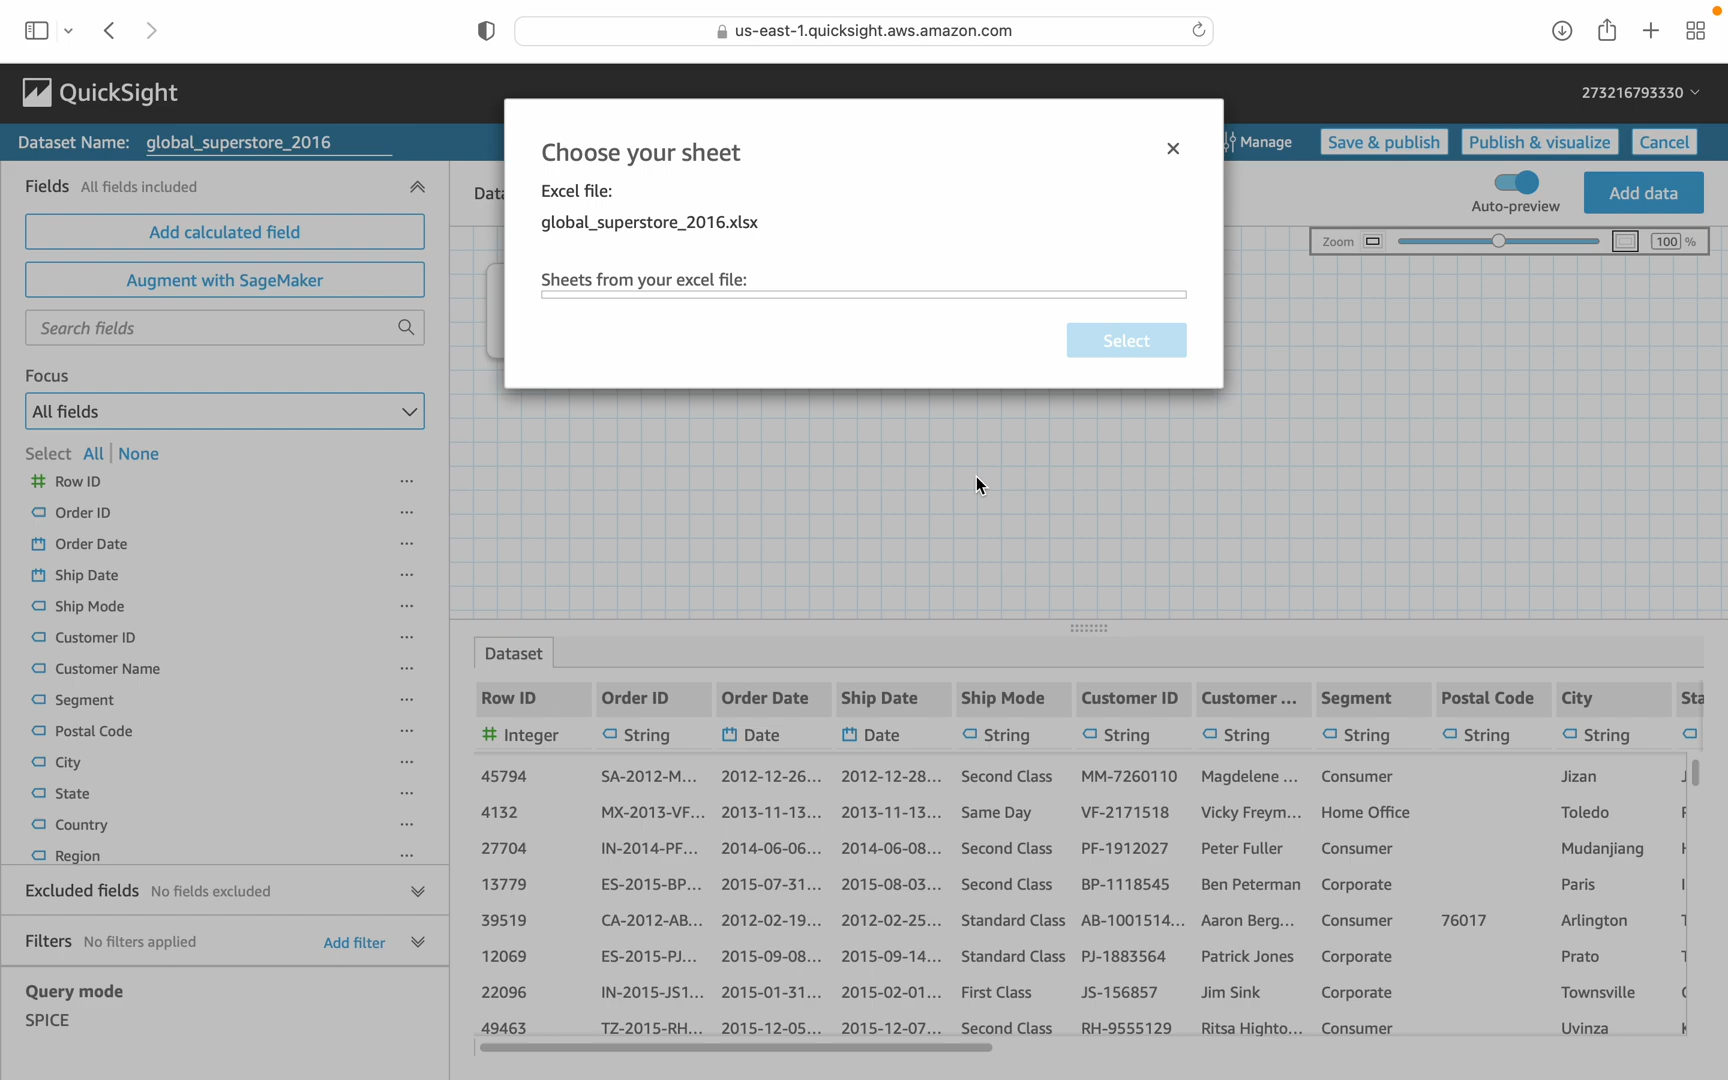 us-east-1.quicksight.aws.amazon.com
QuickSight
273216793330
Dataset Name: global_superstore_2016
Manage
Save & publish
Publish & visualize
Cancel
Choose your sheet
Excel file:
global_superstore_2016.xlsx
Sheets from your excel file:
Select
Fields All fields included
Add calculated field
Augment with SageMaker
Search fields
Focus
All fields
Select All None
Row ID
Order ID
Order Date
Ship Date
Ship Mode
Customer ID
Customer Name
Segment
Postal Code
City
State
Country
Region
Excluded fields No fields excluded
Filters No filters applied Add filter
Query mode
SPICE
Auto-preview
Add data
Zoom 100 %
Dataset
Row ID Order ID Order Date Ship Date Ship Mode Customer ID Customer ... Segment Postal Code City
# Integer String Date Date String String String String String String
45794 SA-2012-M... 2012-12-26... 2012-12-28... Second Class MM-7260110 Magdelene ... Consumer Jizan
4132 MX-2013-VF... 2013-11-13... 2013-11-13... Same Day VF-2171518 Vicky Freym... Home Office Toledo
27704 IN-2014-PF... 2014-06-06... 2014-06-08... Second Class PF-1912027 Peter Fuller Consumer Mudanjiang
13779 ES-2015-BP... 2015-07-31... 2015-08-03... Second Class BP-1118545 Ben Peterman Corporate Paris
39519 CA-2012-AB... 2012-02-19... 2012-02-25... Standard Class AB-1001514... Aaron Berg... Consumer 76017 Arlington
12069 ES-2015-PJ... 2015-09-08... 2015-09-14... Standard Class PJ-1883564 Patrick Jones Corporate Prato
22096 IN-2015-JS1... 2015-01-31... 2015-02-01... First Class JS-156857 Jim Sink Corporate Townsville
49463 TZ-2015-RH... 2015-12-05... 2015-12-07... Second Class RH-9555129 Ritsa Highto... Consumer Uvinza